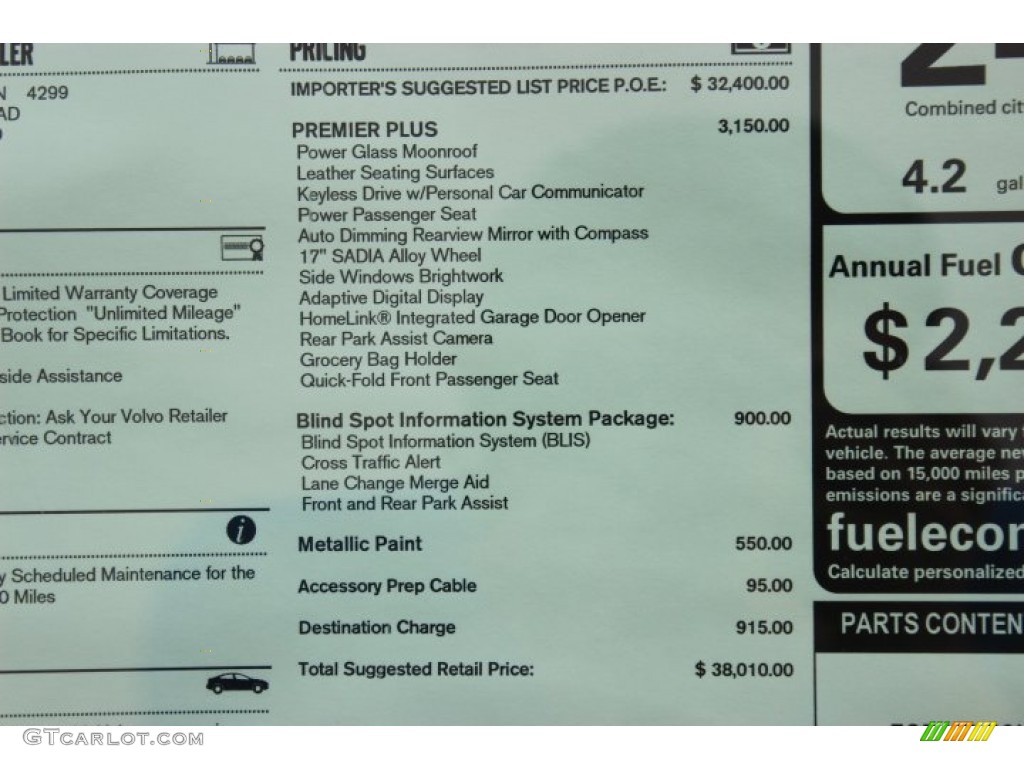 LER
4299
AD
Limited Warranty Coverage
Protection "Unlimited Mileage"
Book for Specific Limitations.
side Assistance
ction: Ask Your Volvo Retailer
ervice Contract
i
y Scheduled Maintenance for the
0 Miles
PRICING
IMPORTER'S SUGGESTED LIST PRICE P.O.E.: $ 32,400.00
PREMIER PLUS 3,150.00
Power Glass Moonroof
Leather Seating Surfaces
Keyless Drive w/Personal Car Communicator
Power Passenger Seat
Auto Dimming Rearview Mirror with Compass
17" SADIA Alloy Wheel
Side Windows Brightwork
Adaptive Digital Display
HomeLink® Integrated Garage Door Opener
Rear Park Assist Camera
Grocery Bag Holder
Quick-Fold Front Passenger Seat
Blind Spot Information System Package: 900.00
Blind Spot Information System (BLIS)
Cross Traffic Alert
Lane Change Merge Aid
Front and Rear Park Assist
Metallic Paint 550.00
Accessory Prep Cable 95.00
Destination Charge 915.00
Total Suggested Retail Price: $ 38,010.00
Combined cit
4.2 gal
Annual Fuel
$2,2
Actual results will vary
vehicle. The average ne
based on 15,000 miles p
emissions are a significa
fueleco
Calculate personalized
PARTS CONTEN
GTCARLOT.COM